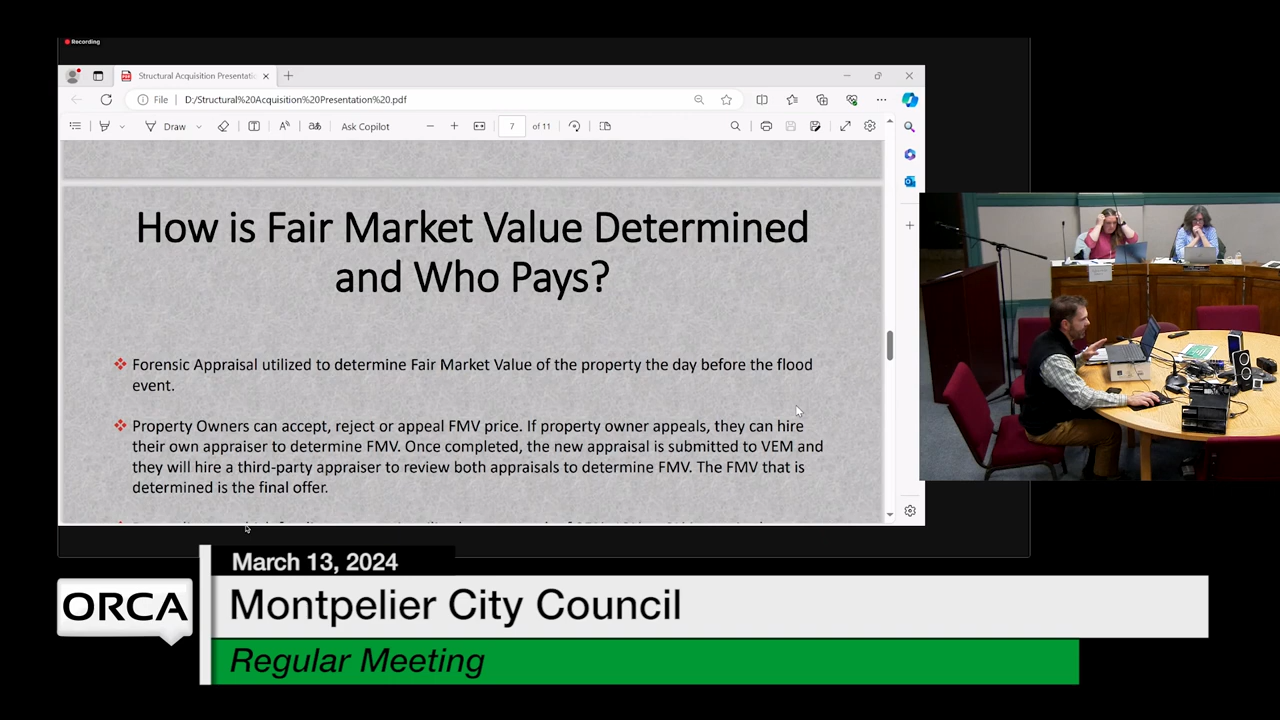 Recording
Structural Acquisition Presentatio
File D:/Structural%20Acquisition%20Presentation%20.pdf
Draw Ask Copilot 7 of 11
How is Fair Market Value Determined
and Who Pays?
Forensic Appraisal utilized to determine Fair Market Value of the property the day before the flood
event.
Property Owners can accept, reject or appeal FMV price. If property owner appeals, they can hire
their own appraiser to determine FMV. Once completed, the new appraisal is submitted to VEM and
they will hire a third-party appraiser to review both appraisals to determine FMV. The FMV that is
determined is the final offer.
March 13, 2024
ORCA
Montpelier City Council
Regular Meeting